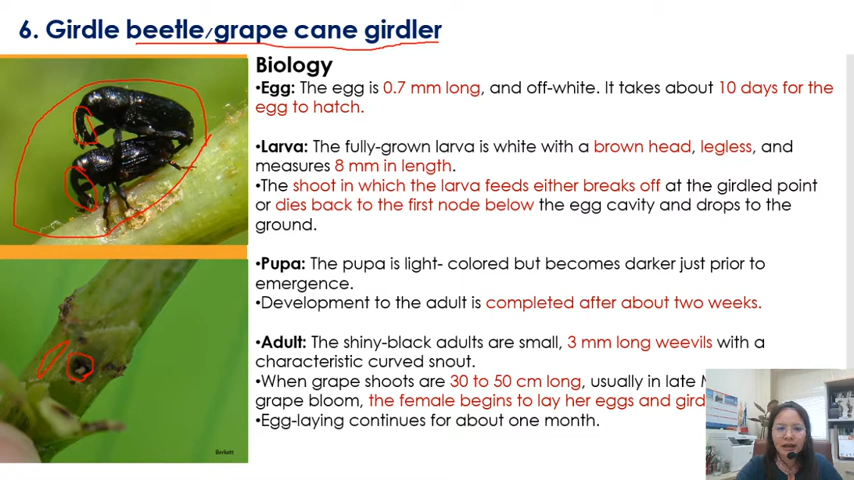 6. Girdle beetle/grape cane girdler
Biology
•Egg: The egg is 0.7 mm long, and off-white. It takes about 10 days for the
egg to hatch.
•Larva: The fully-grown larva is white with a brown head, legless, and
measures 8 mm in length.
•The shoot in which the larva feeds either breaks off at the girdled point
or dies back to the first node below the egg cavity and drops to the
ground.
•Pupa: The pupa is light- colored but becomes darker just prior to
emergence.
•Development to the adult is completed after about two weeks.
•Adult: The shiny-black adults are small, 3 mm long weevils with a
characteristic curved snout.
•When grape shoots are 30 to 50 cm long, usually in late
grape bloom, the female begins to lay her eggs and
•Egg-laying continues for about one month.